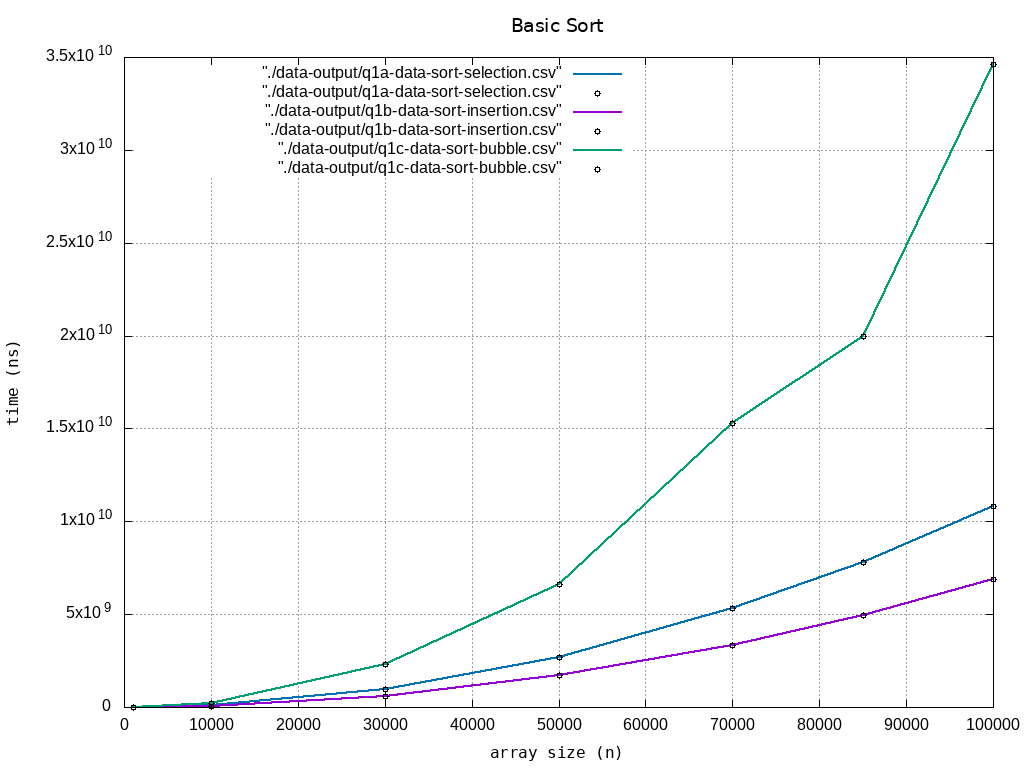 Basic Sort
3.5x10^10
3x10^10
2.5x10^10
2x10^10
1.5x10^10
1x10^10
5x10^9
0
time (ns)
"./data-output/q1a-data-sort-selection.csv"
"./data-output/q1a-data-sort-selection.csv"
"./data-output/q1b-data-sort-insertion.csv"
"./data-output/q1b-data-sort-insertion.csv"
"./data-output/q1c-data-sort-bubble.csv"
"./data-output/q1c-data-sort-bubble.csv"
0 10000 20000 30000 40000 50000 60000 70000 80000 90000 100000
array size (n)